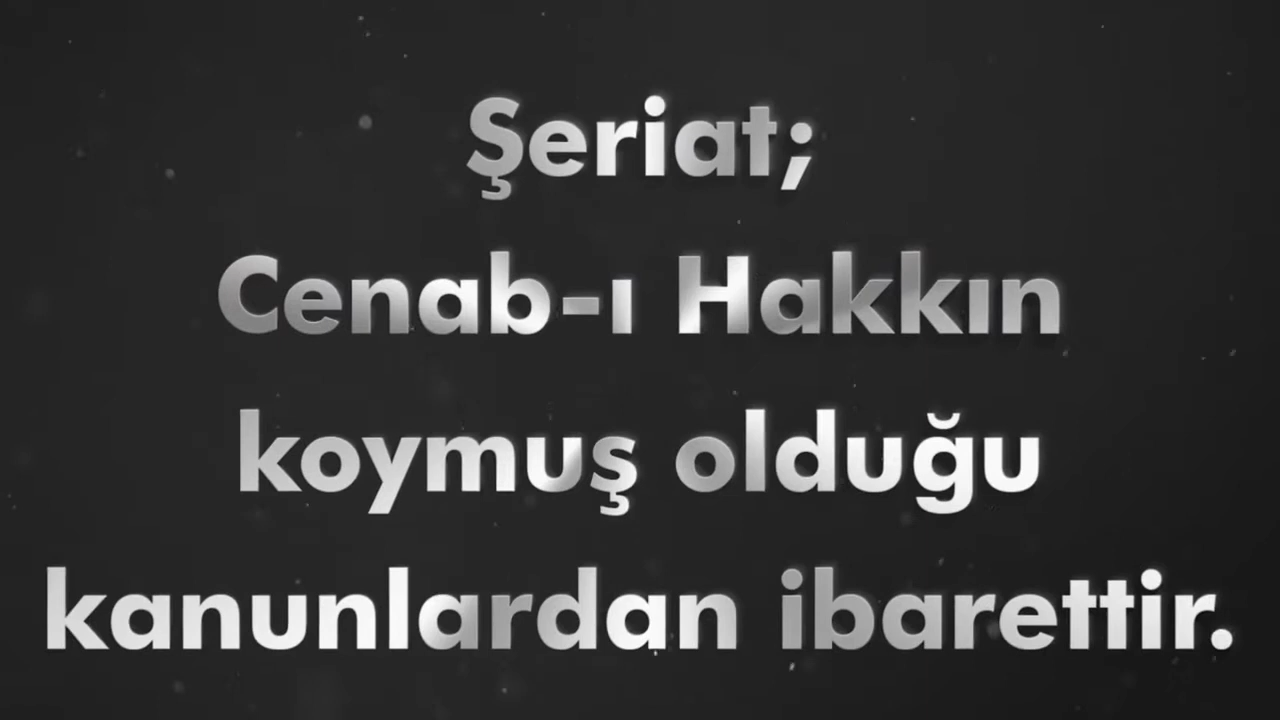 Şeriat;
Cenab-ı Hakkın
koymuş olduğu
kanunlardan ibarettir.